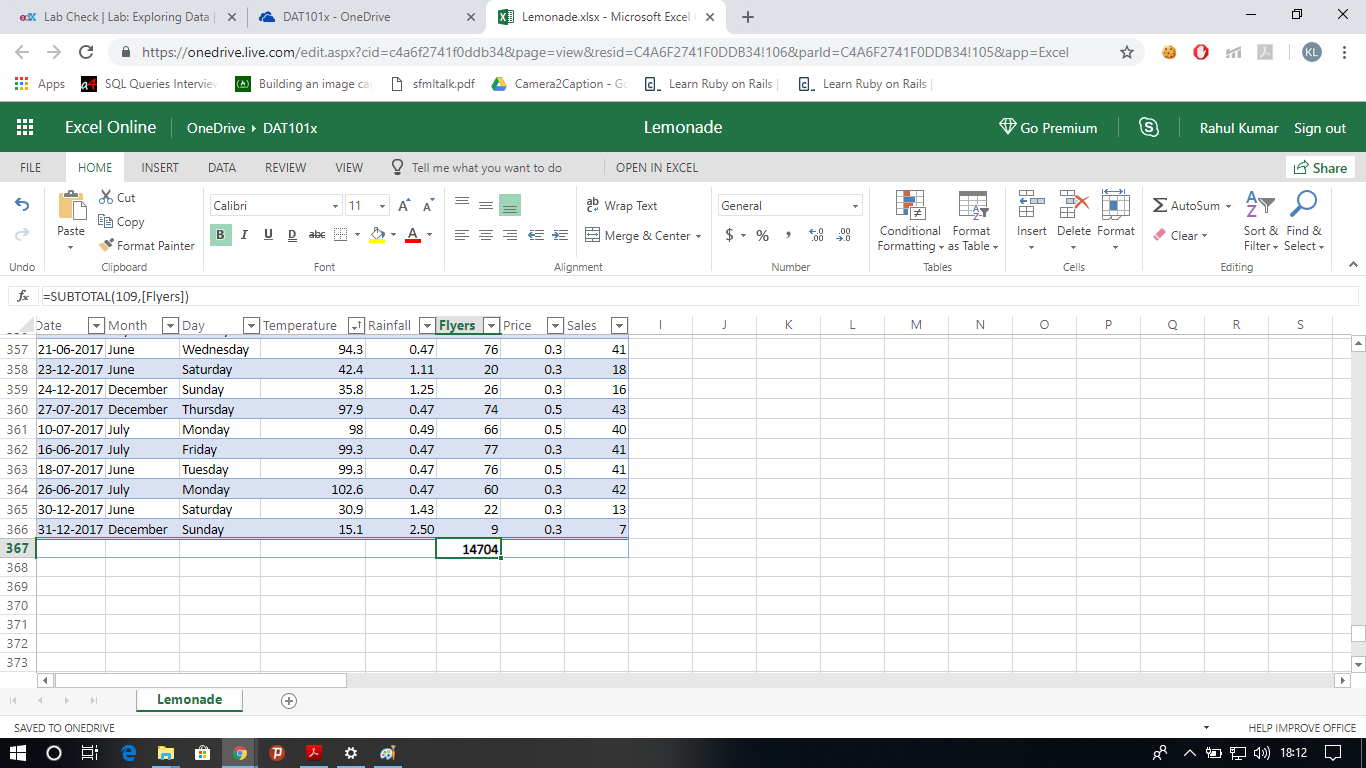 edX Lab Check | Lab: Exploring Data | DAT101x - OneDrive Lemonade.xlsx - Microsoft Excel
https://onedrive.live.com/edit.aspx?cid=c4a6f2741f0ddb34&page=view&resid=C4A6F2741F0DDB34!106&parId=C4A6F2741F0DDB34!105&app=Excel KL
Apps SQL Queries Interview Building an image ca sfmltalk.pdf Camera2Caption - Go Learn Ruby on Rails | Learn Ruby on Rails |
Excel Online OneDrive DAT101x Lemonade Go Premium Rahul Kumar Sign out
FILE HOME INSERT DATA REVIEW VIEW Tell me what you want to do OPEN IN EXCEL Share
Cut
Copy
Format Painter
Paste
Calibri 11
B I U D abc A
Wrap Text
Merge & Center
General
$ % , .00 .00
Conditional Formatting Format as Table
Insert Delete Format
AutoSum
Clear
Sort & Filter Find & Select
Undo Clipboard Font Alignment Number Tables Cells Editing
fx =SUBTOTAL(109,[Flyers])
Date Month Day Temperature Rainfall Flyers Price Sales I J K L M N O P Q R S
357 21-06-2017 June Wednesday 94.3 0.47 76 0.3 41
358 23-12-2017 June Saturday 42.4 1.11 20 0.3 18
359 24-12-2017 December Sunday 35.8 1.25 26 0.3 16
360 27-07-2017 December Thursday 97.9 0.47 74 0.5 43
361 10-07-2017 July Monday 98 0.49 66 0.5 40
362 16-06-2017 July Friday 99.3 0.47 77 0.3 41
363 18-07-2017 June Tuesday 99.3 0.47 76 0.5 41
364 26-06-2017 July Monday 102.6 0.47 60 0.3 42
365 30-12-2017 June Saturday 30.9 1.43 22 0.3 13
366 31-12-2017 December Sunday 15.1 2.50 9 0.3 7
367 14704
368
369
370
371
372
373
Lemonade
SAVED TO ONEDRIVE HELP IMPROVE OFFICE
18:12